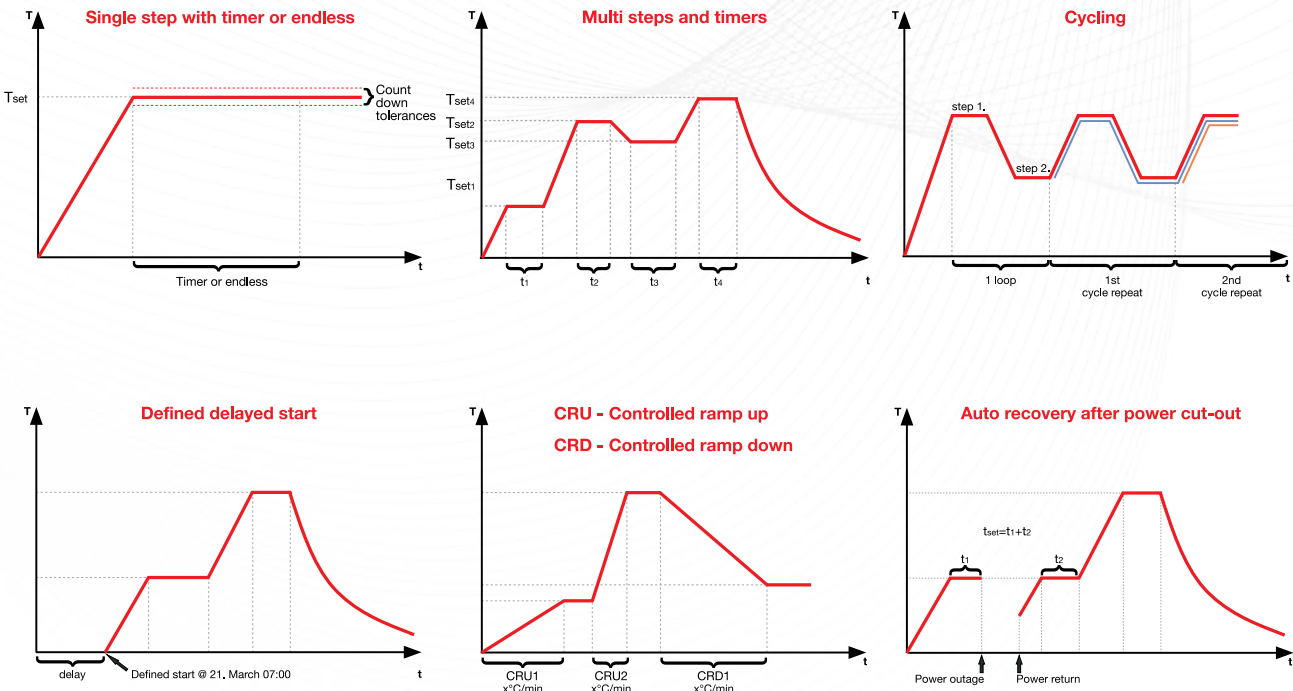 Single step with timer or endless
T
Tset
Count
down
tolerances
t
Timer or endless
Multi steps and timers
T
Tset4
Tset2
Tset3
Tset1
t1
t2
t3
t4
t
Cycling
T
step 1.
step 2.
1 loop
1st
cycle repeat
2nd
cycle repeat
t
Defined delayed start
T
delay
Defined start @ 21. March 07:00
t
CRU - Controlled ramp up
CRD - Controlled ramp down
T
CRU1
x°C/min
CRU2
x°C/min
CRD1
x°C/min
t
Auto recovery after power cut-out
T
tset=t1+t2
t1
t2
Power outage
Power return
t